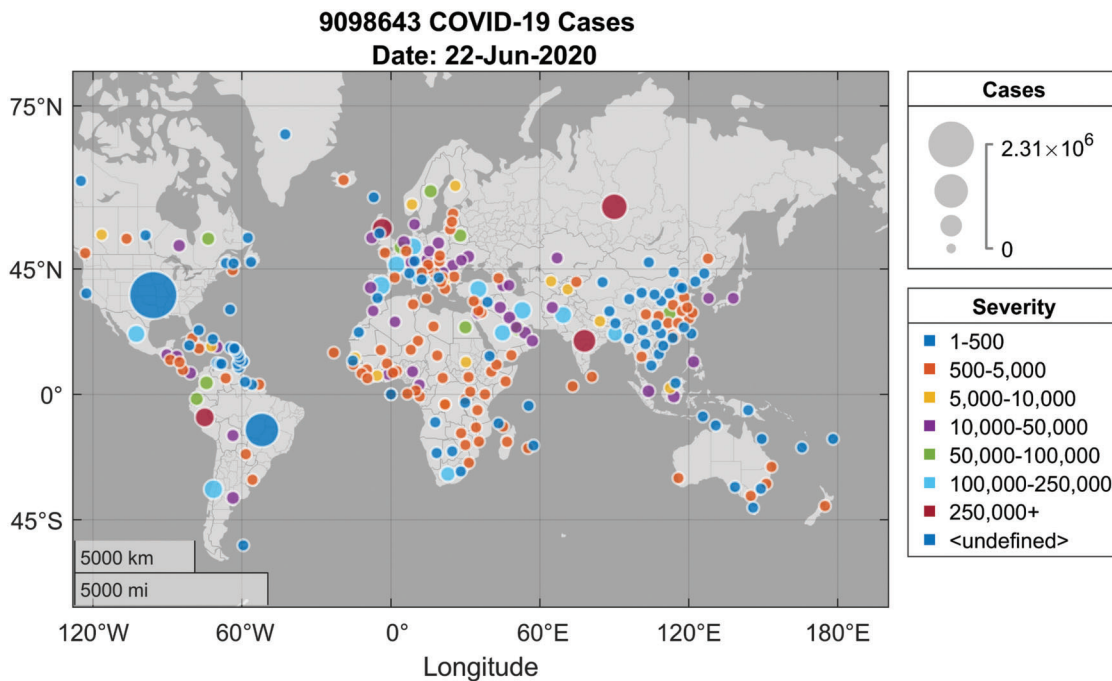 9098643 COVID-19 Cases
Date: 22-Jun-2020
75°N
45°N
0°
45°S
5000 km
5000 mi
120°W
60°W
0°
60°E
120°E
180°E
Longitude
Cases
2.31×10⁶
0
Severity
1-500
500-5,000
5,000-10,000
10,000-50,000
50,000-100,000
100,000-250,000
250,000+
<undefined>